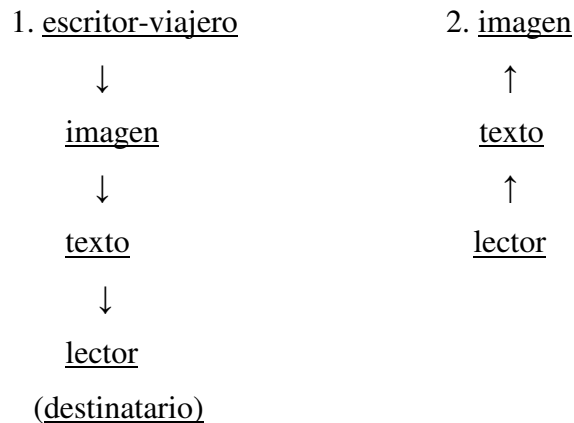 1. escritor-viajero 2. imagen
↓ ↑
imagen texto
↓ ↑
texto lector
↓
lector
(destinatario)